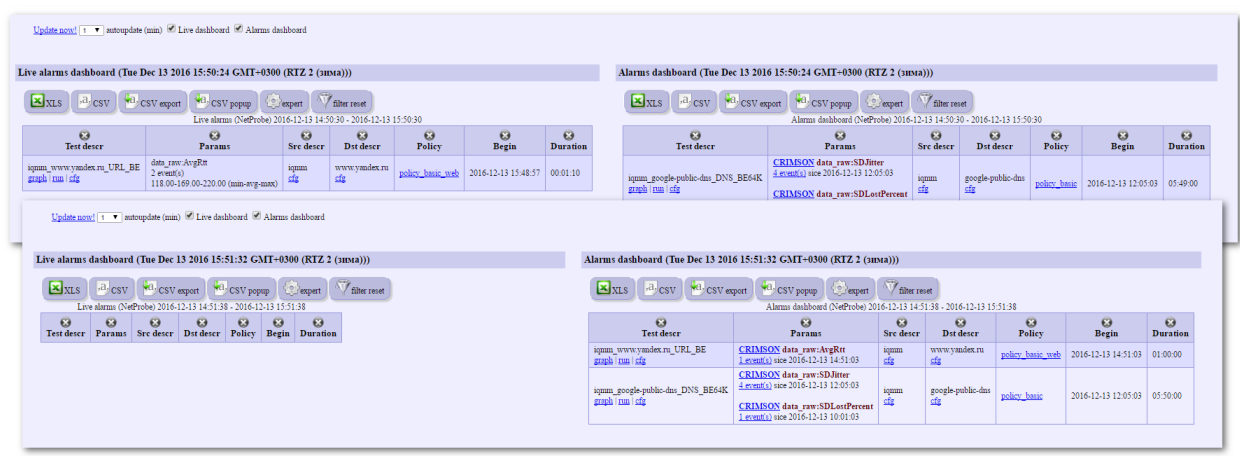 Update now! 1 autoupdate (min) Live dashboard Alarms dashboard
Live alarms dashboard (Tue Dec 13 2016 15:50:24 GMT+0300 (RTZ 2 (зима)))
XLS CSV CSV export CSV popup expert filter reset
Live alarms (NetProbe) 2016-12-13 14:50:30 - 2016-12-13 15:50:30
Test descr Params Src descr Dst descr Policy Begin Duration
iqmm_www.yandex.ru_URL_BE
graph | run | cfg
data_raw:AvgRtt
2 event(s)
118.00-169.00-220.00 (min-avg-max)
iqmm
cfg
www.yandex.ru
cfg
policy_basic_web
2016-12-13 15:48:57
00:01:10
Alarms dashboard (Tue Dec 13 2016 15:50:24 GMT+0300 (RTZ 2 (зима)))
XLS CSV CSV export CSV popup expert filter reset
Alarms dashboard (NetProbe) 2016-12-13 14:50:30 - 2016-12-13 15:50:30
Test descr Params Src descr Dst descr Policy Begin Duration
iqmm_google-public-dns_DNS_BE64K
graph | run | cfg
CRIMSON data_raw:SDJitter
4 event(s) sice 2016-12-13 12:05:03
CRIMSON data_raw:SDLostPercent
iqmm
cfg
google-public-dns
cfg
policy_basic
2016-12-13 12:05:03
05:49:00
Update now! 1 autoupdate (min) Live dashboard Alarms dashboard
Live alarms dashboard (Tue Dec 13 2016 15:51:32 GMT+0300 (RTZ 2 (зима)))
XLS CSV CSV export CSV popup expert filter reset
Live alarms (NetProbe) 2016-12-13 14:51:38 - 2016-12-13 15:51:38
Test descr Params Src descr Dst descr Policy Begin Duration
Alarms dashboard (Tue Dec 13 2016 15:51:32 GMT+0300 (RTZ 2 (зима)))
XLS CSV CSV export CSV popup expert filter reset
Alarms dashboard (NetProbe) 2016-12-13 14:51:38 - 2016-12-13 15:51:38
Test descr Params Src descr Dst descr Policy Begin Duration
iqmm_www.yandex.ru_URL_BE
graph | run | cfg
CRIMSON data_raw:AvgRtt
1 event(s) sice 2016-12-13 14:51:03
iqmm
cfg
www.yandex.ru
cfg
policy_basic_web
2016-12-13 14:51:03
01:00:00
iqmm_google-public-dns_DNS_BE64K
graph | run | cfg
CRIMSON data_raw:SDJitter
4 event(s) sice 2016-12-13 12:05:03
CRIMSON data_raw:SDLostPercent
1 event(s) sice 2016-12-13 10:01:03
iqmm
cfg
google-public-dns
cfg
policy_basic
2016-12-13 12:05:03
05:50:00